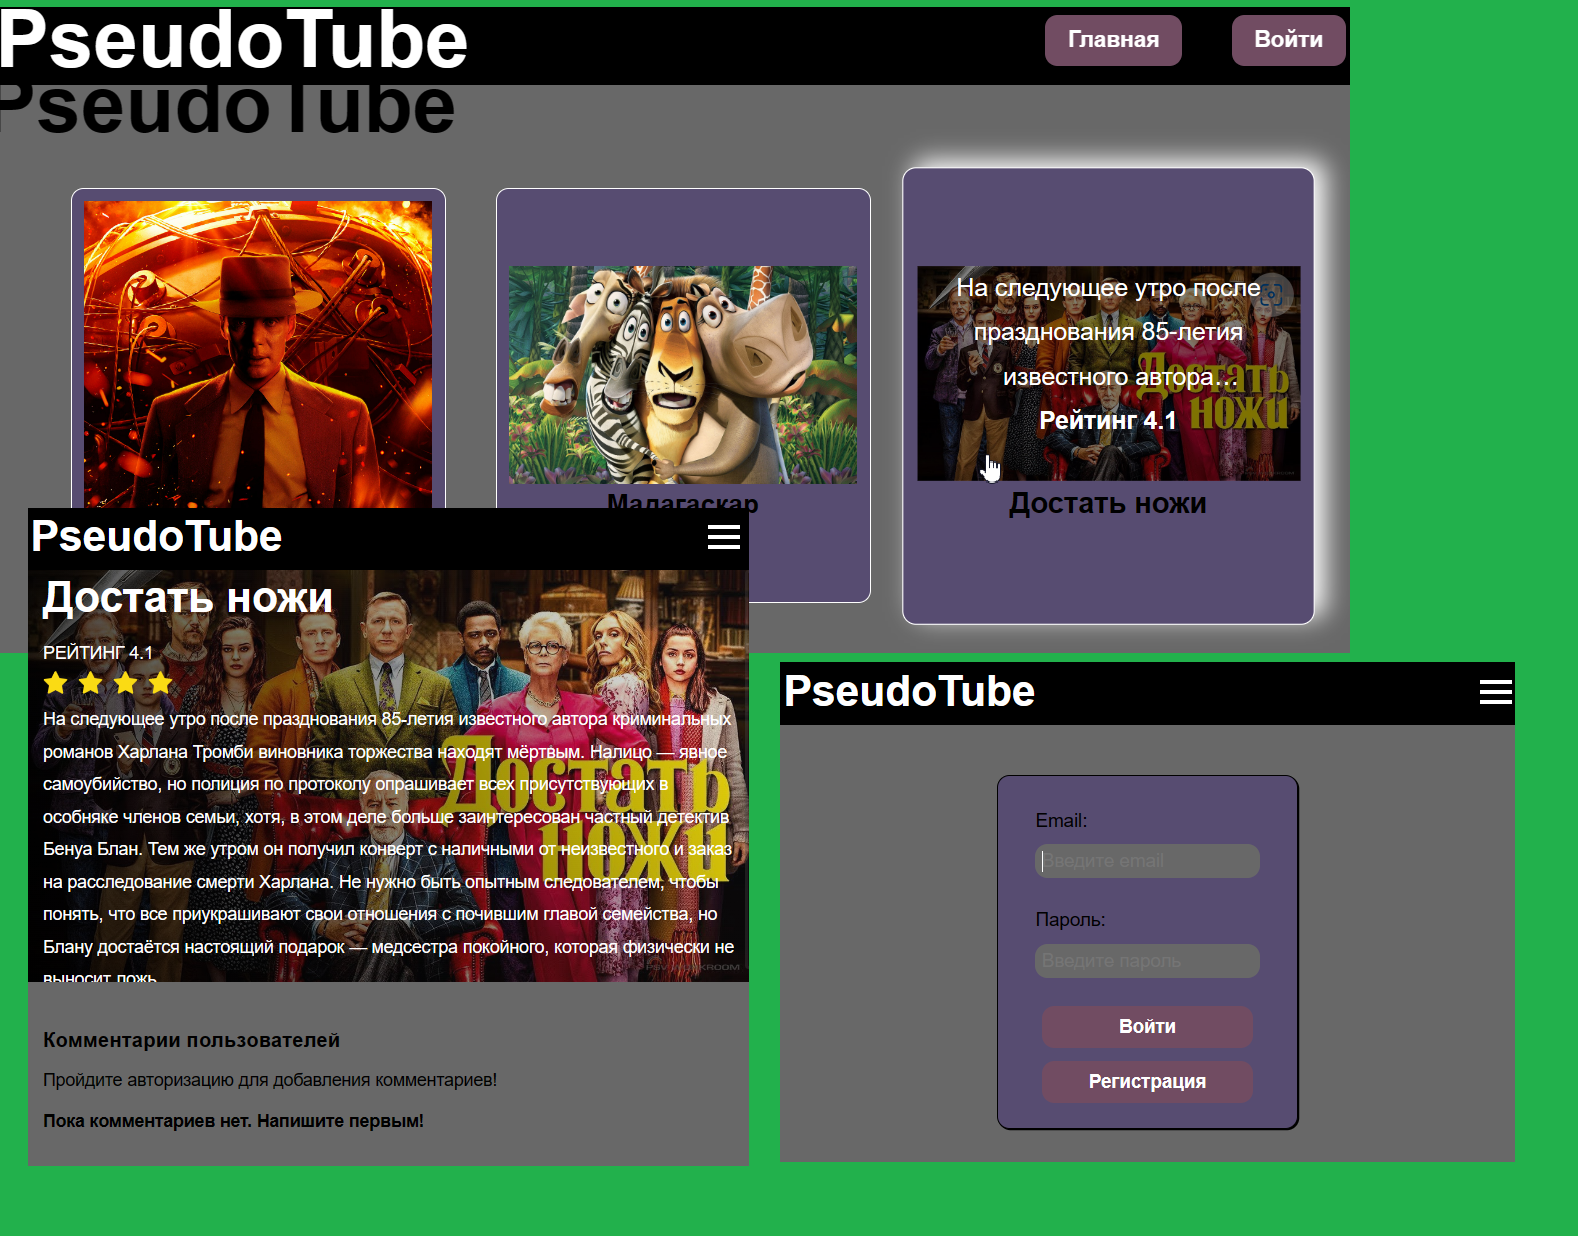 PseudoTube
Главная
Войти
PseudoTube
На следующее утро после
празднования 85-летия
известного автора...
Рейтинг 4.1
Достать
ножи
Малагаскар
Достать ножи
PseudoTube
Достать ножи
РЕЙТИНГ 4.1
На следующее утро после празднования 85-летия известного автора криминальных
романов Харлана Тромби виновника торжества находят мёртвым. Налицо — явное
самоубийство, но полиция по протоколу опрашивает всех присутствующих в
особняке членов семьи, хотя, в этом деле больше заинтересован частный детектив
Бенуа Блан. Тем же утром он получил конверт с наличными от неизвестного и заказ
на расследование смерти Харлана. Не нужно быть опытным следователем, чтобы
понять, что все приукрашивают свои отношения с почившим главой семейства, но
Блану достаётся настоящий подарок — медсестра покойного, которая физически не
выносит ложь.
Достать
ножи
Комментарии пользователей
Пройдите авторизацию для добавления комментариев!
Пока комментариев нет. Напишите первым!
PseudoTube
Email:
Введите email
Пароль:
Введите пароль
Войти
Регистрация